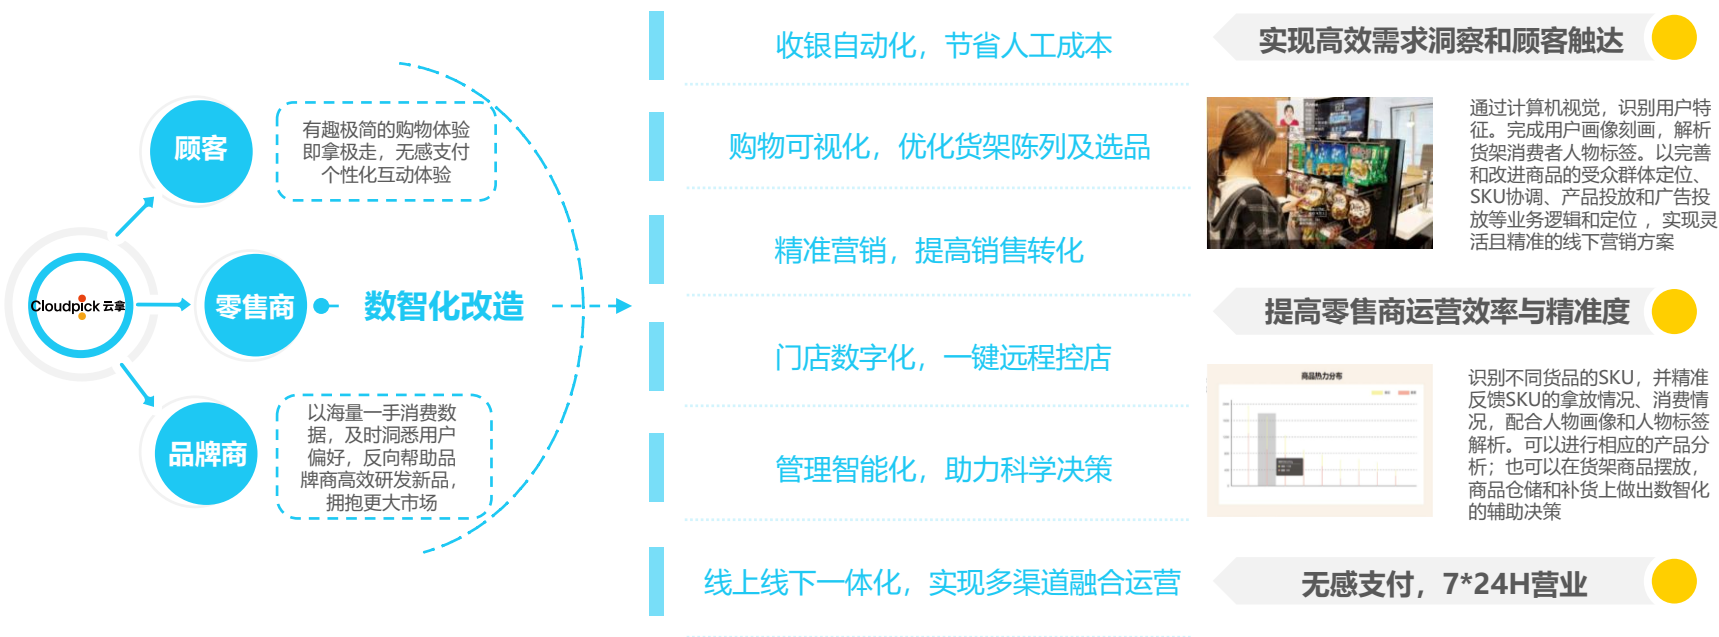 顾客
有趣极简的购物体验
即拿极走，无感支付
个性化互动体验
Cloudpick 云拿
零售商
数智化改造
品牌商
以海量一手消费数
据，及时洞悉用户
偏好，反向帮助品
牌商高效研发新品，
拥抱更大市场
收银自动化，节省人工成本
购物可视化，优化货架陈列及选品
精准营销，提高销售转化
门店数字化，一键远程控店
管理智能化，助力科学决策
线上线下一体化，实现多渠道融合运营
实现高效需求洞察和顾客触达
通过计算机视觉，识别用户特
征。完成用户画像刻画，解析
货架消费者人物标签。以完善
和改进商品的受众群体定位、
SKU协调、产品投放和广告投
放等业务逻辑和定位 ，实现灵
活且精准的线下营销方案
提高零售商运营效率与精准度
商品热力分布
识别不同货品的SKU，并精准
反馈SKU的拿放情况、消费情
况，配合人物画像和人物标签
解析。可以进行相应的产品分
析；也可以在货架商品摆放，
商品仓储和补货上做出数智化
的辅助决策
无感支付，7*24H营业